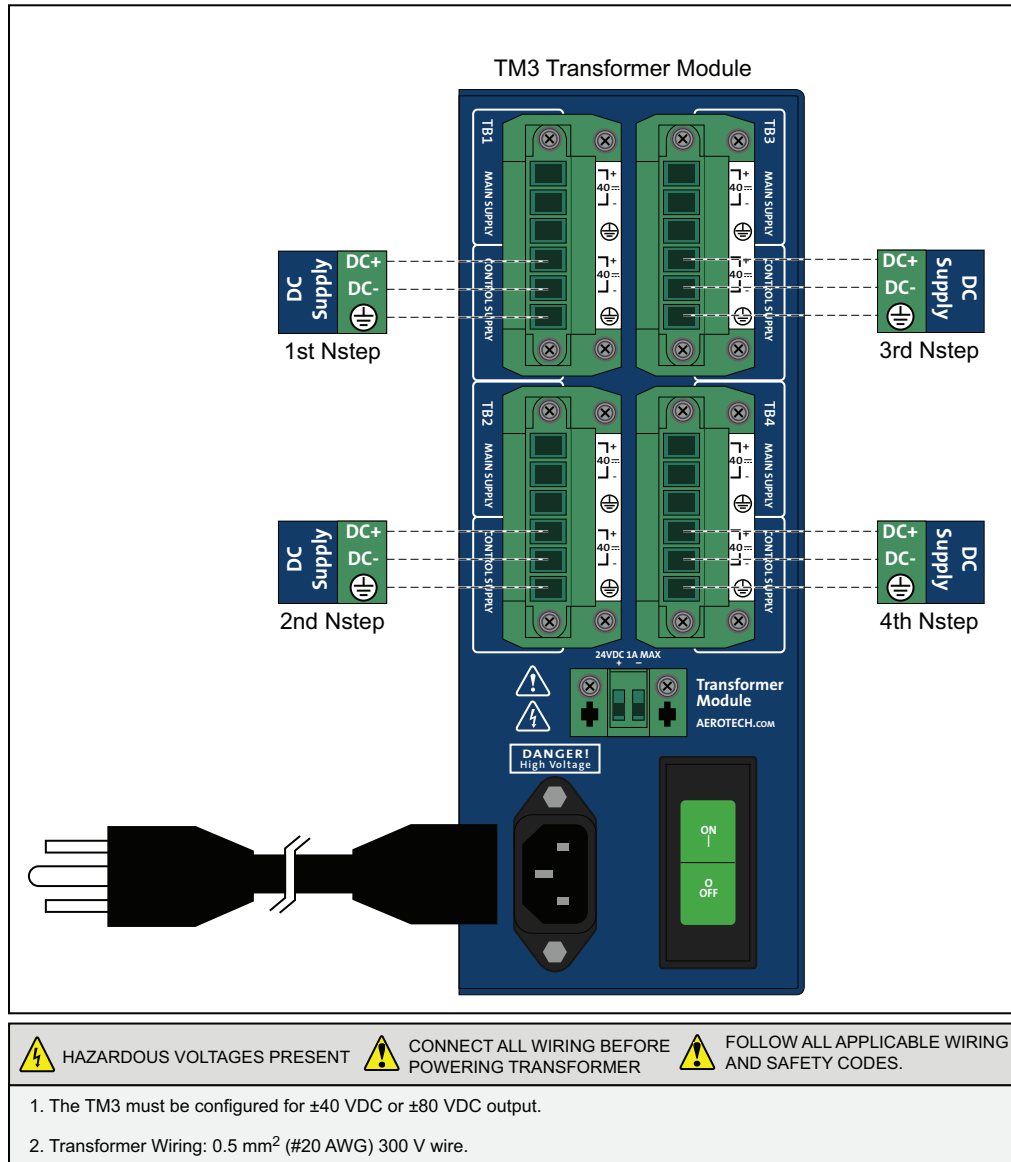 TM3 Transformer Module
TB1
MAIN SUPPLY
CONTROL SUPPLY
+
40
-
+
40
-
TB3
MAIN SUPPLY
CONTROL SUPPLY
+
40
-
+
40
-
DC Supply
DC+
DC-
1st Nstep
DC+
DC-
DC Supply
3rd Nstep
TB2
MAIN SUPPLY
CONTROL SUPPLY
+
40
-
+
40
-
TB4
MAIN SUPPLY
CONTROL SUPPLY
+
40
-
+
40
-
DC Supply
DC+
DC-
2nd Nstep
DC+
DC-
DC Supply
4th Nstep
24VDC 1A MAX
+ –
Transformer
Module
AEROTECH.COM
DANGER!
High Voltage
ON
|
O
OFF
HAZARDOUS VOLTAGES PRESENT
CONNECT ALL WIRING BEFORE
POWERING TRANSFORMER
FOLLOW ALL APPLICABLE WIRING
AND SAFETY CODES.
1. The TM3 must be configured for ±40 VDC or ±80 VDC output.
2. Transformer Wiring: 0.5 mm² (#20 AWG) 300 V wire.